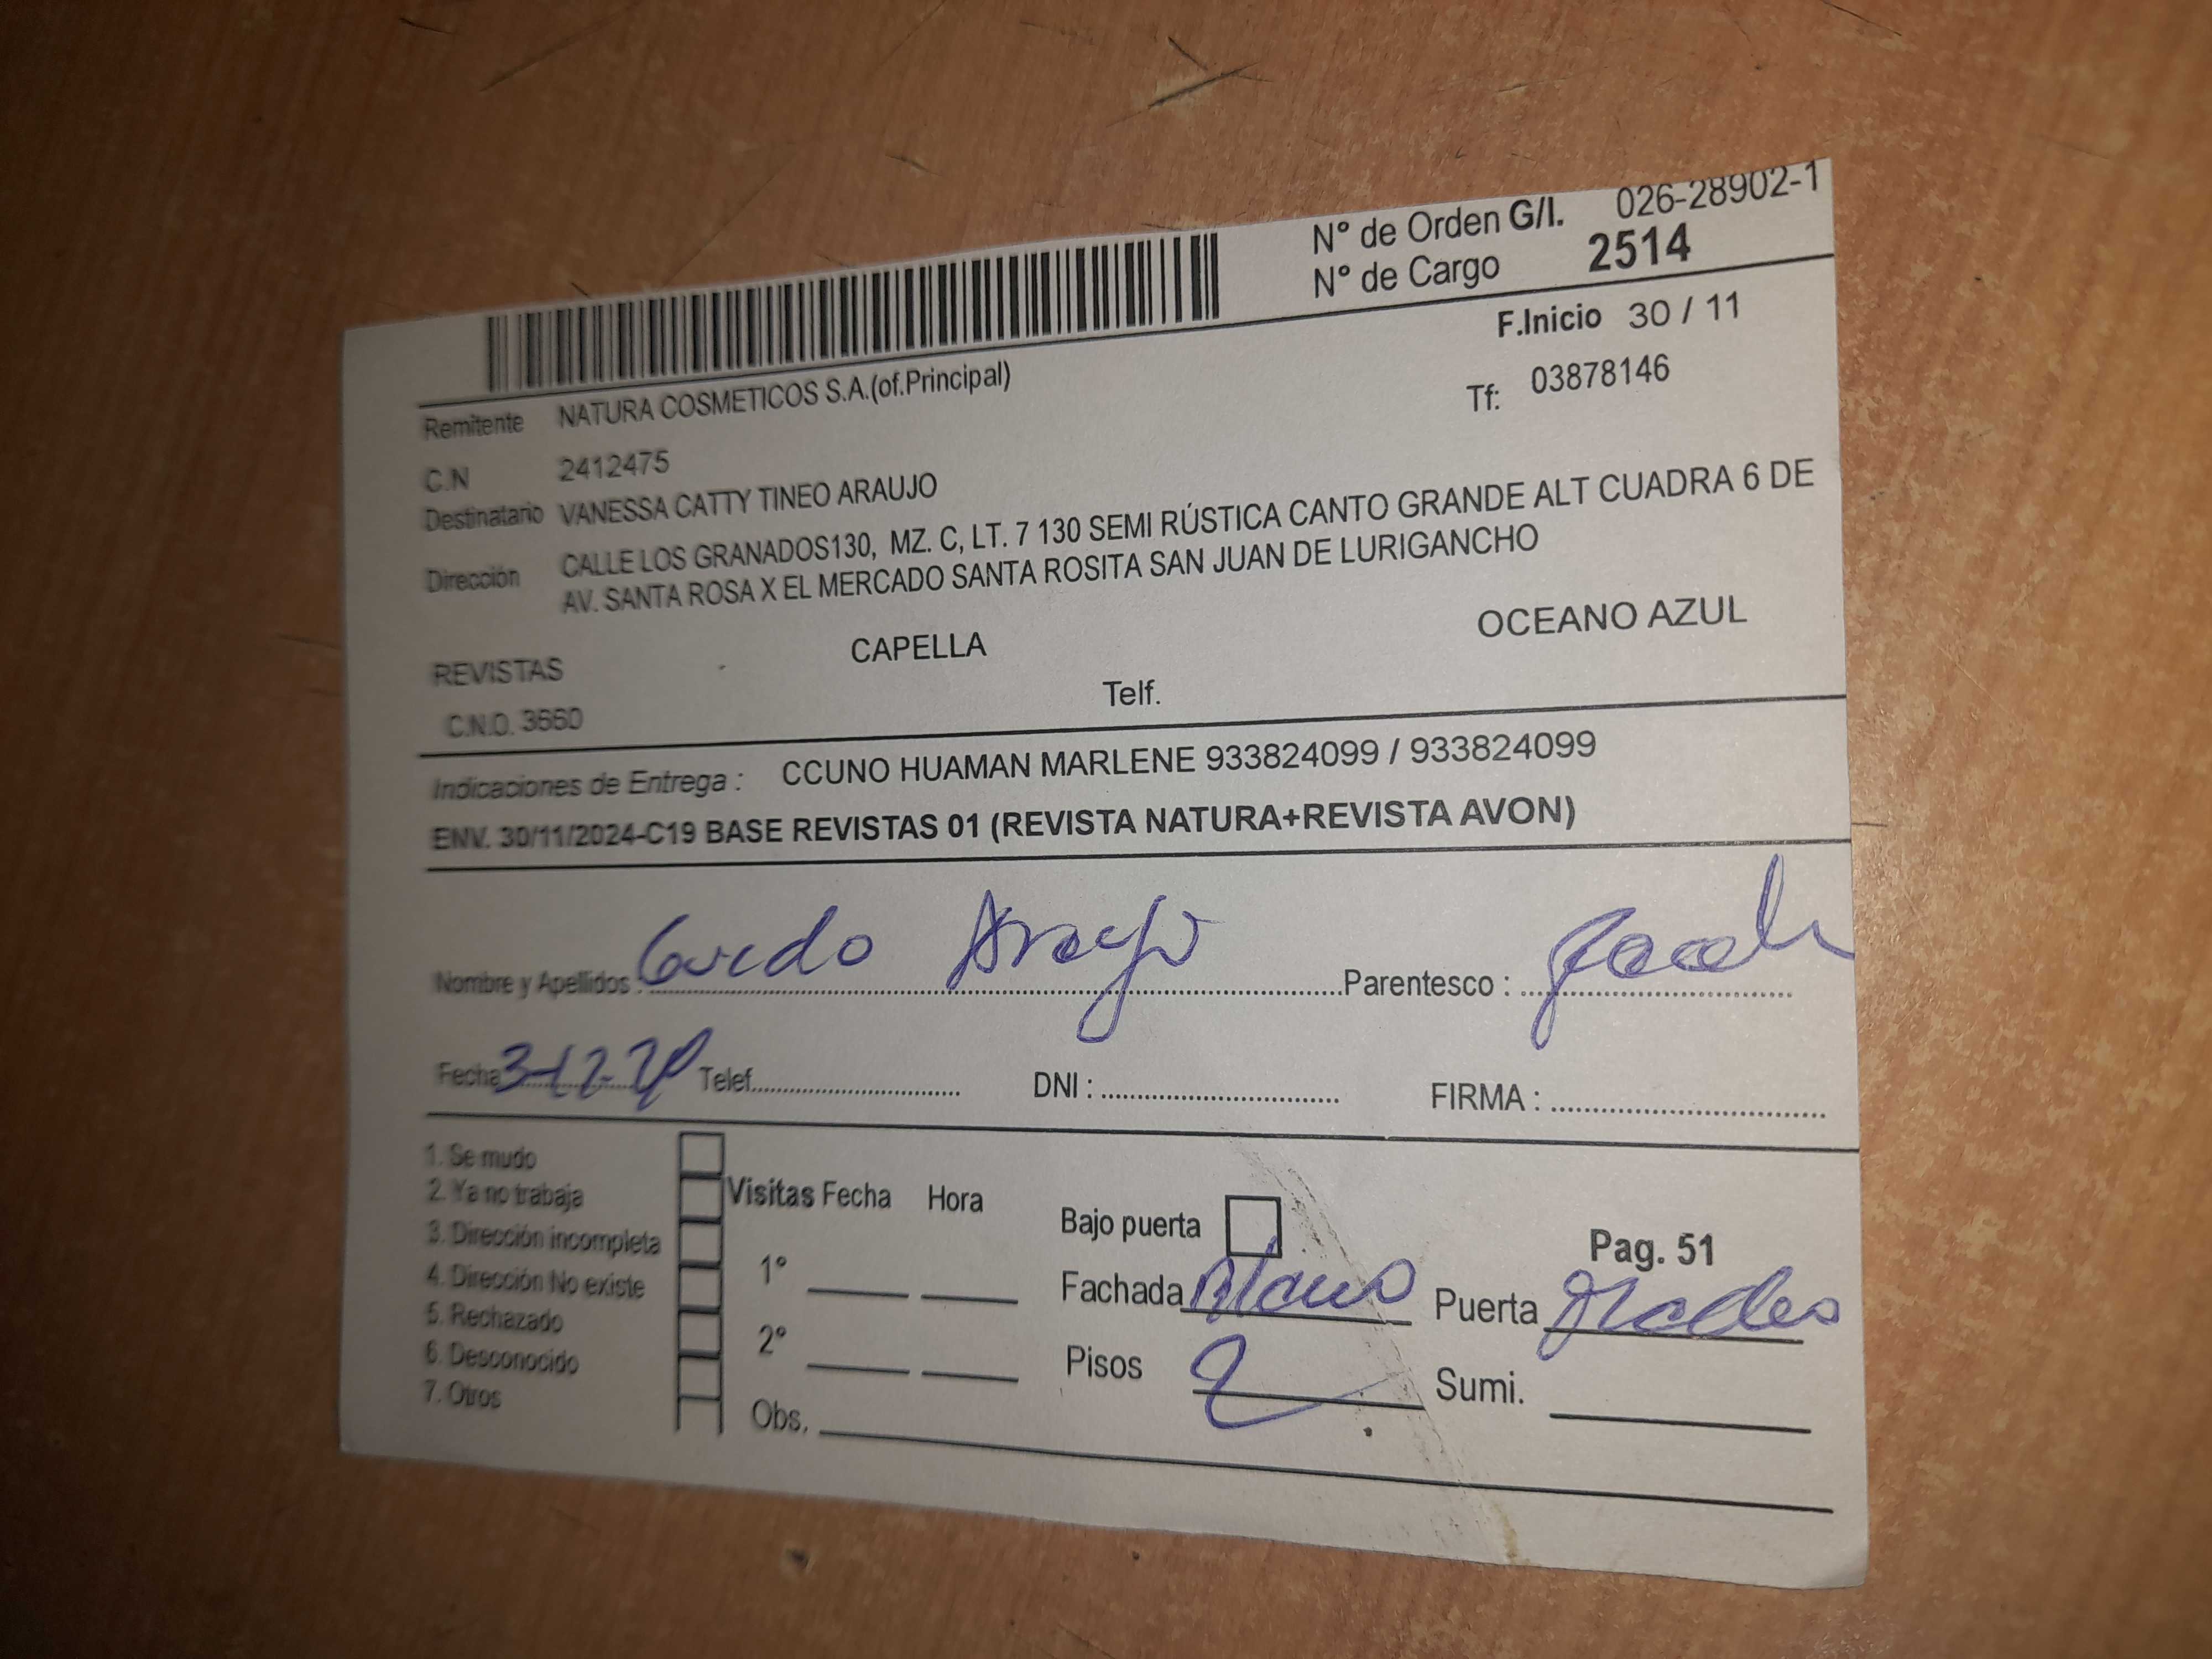 N° de Orden G/I. 026-28902-1
N° de Cargo 2514
F.Inicio 30 / 11
Remitente NATURA COSMETICOS S.A.(of.Principal)
Tf: 03878146
C.N 2412475
Destinatario VANESSA CATTY TINEO ARAUJO
Dirección CALLE LOS GRANADOS130, MZ. C, LT. 7 130 SEMI RÚSTICA CANTO GRANDE ALT CUADRA 6 DE
AV. SANTA ROSA X EL MERCADO SANTA ROSITA SAN JUAN DE LURIGANCHO
REVISTAS CAPELLA OCEANO AZUL
C.N.O. 3660 Telf.
Indicaciones de Entrega : CCUNO HUAMAN MARLENE 933824099 / 933824099
ENV. 30/11/2024-C19 BASE REVISTAS 01 (REVISTA NATURA+REVISTA AVON)
Nombre y Apellidos : Guido Araujo Parentesco :
Fecha 3-12-24 Telef. DNI : FIRMA :
1. Se mudo
2. Ya no trabaja
3. Dirección incompleta
4. Dirección No existe
5. Rechazado
6. Desconocido
7. Otros
Visitas Fecha Hora
1°
2°
Obs.
Bajo puerta
Pag. 51
Fachada Blanco Puerta
Pisos 2 Sumi.